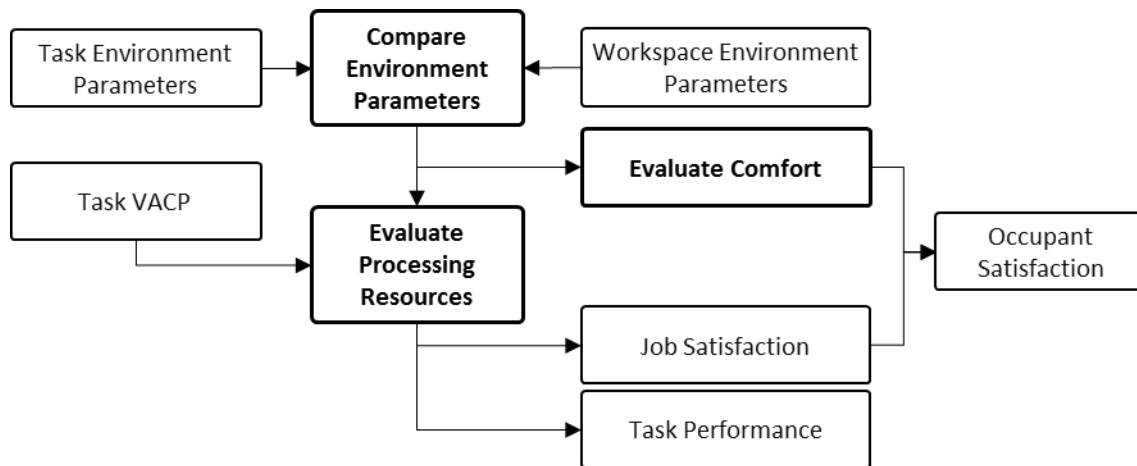 Task Environment
Parameters
Compare
Environment
Parameters
Workspace Environment
Parameters
Task VACP
Evaluate Comfort
Evaluate
Processing
Resources
Occupant
Satisfaction
Job Satisfaction
Task Performance